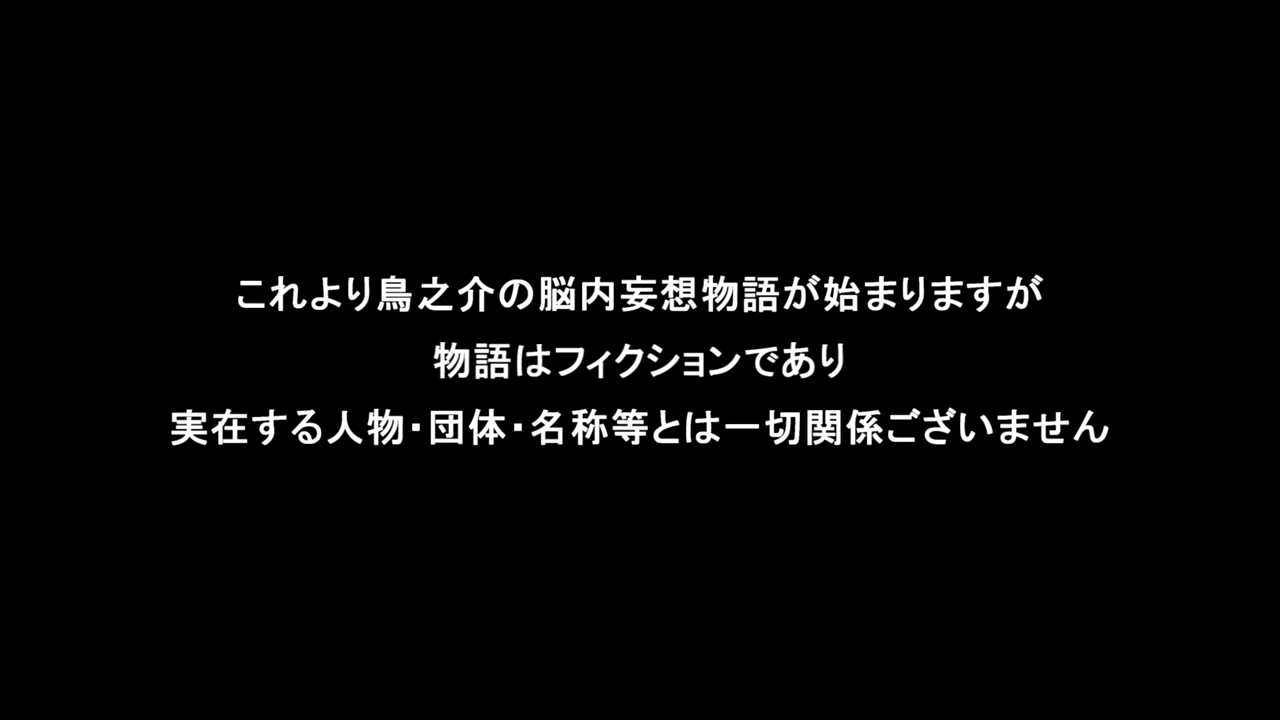 これより鳥之介の脳内妄想物語が始まりますが
物語はフィクションであり
実在する人物・団体・名称等とは一切関係ございません